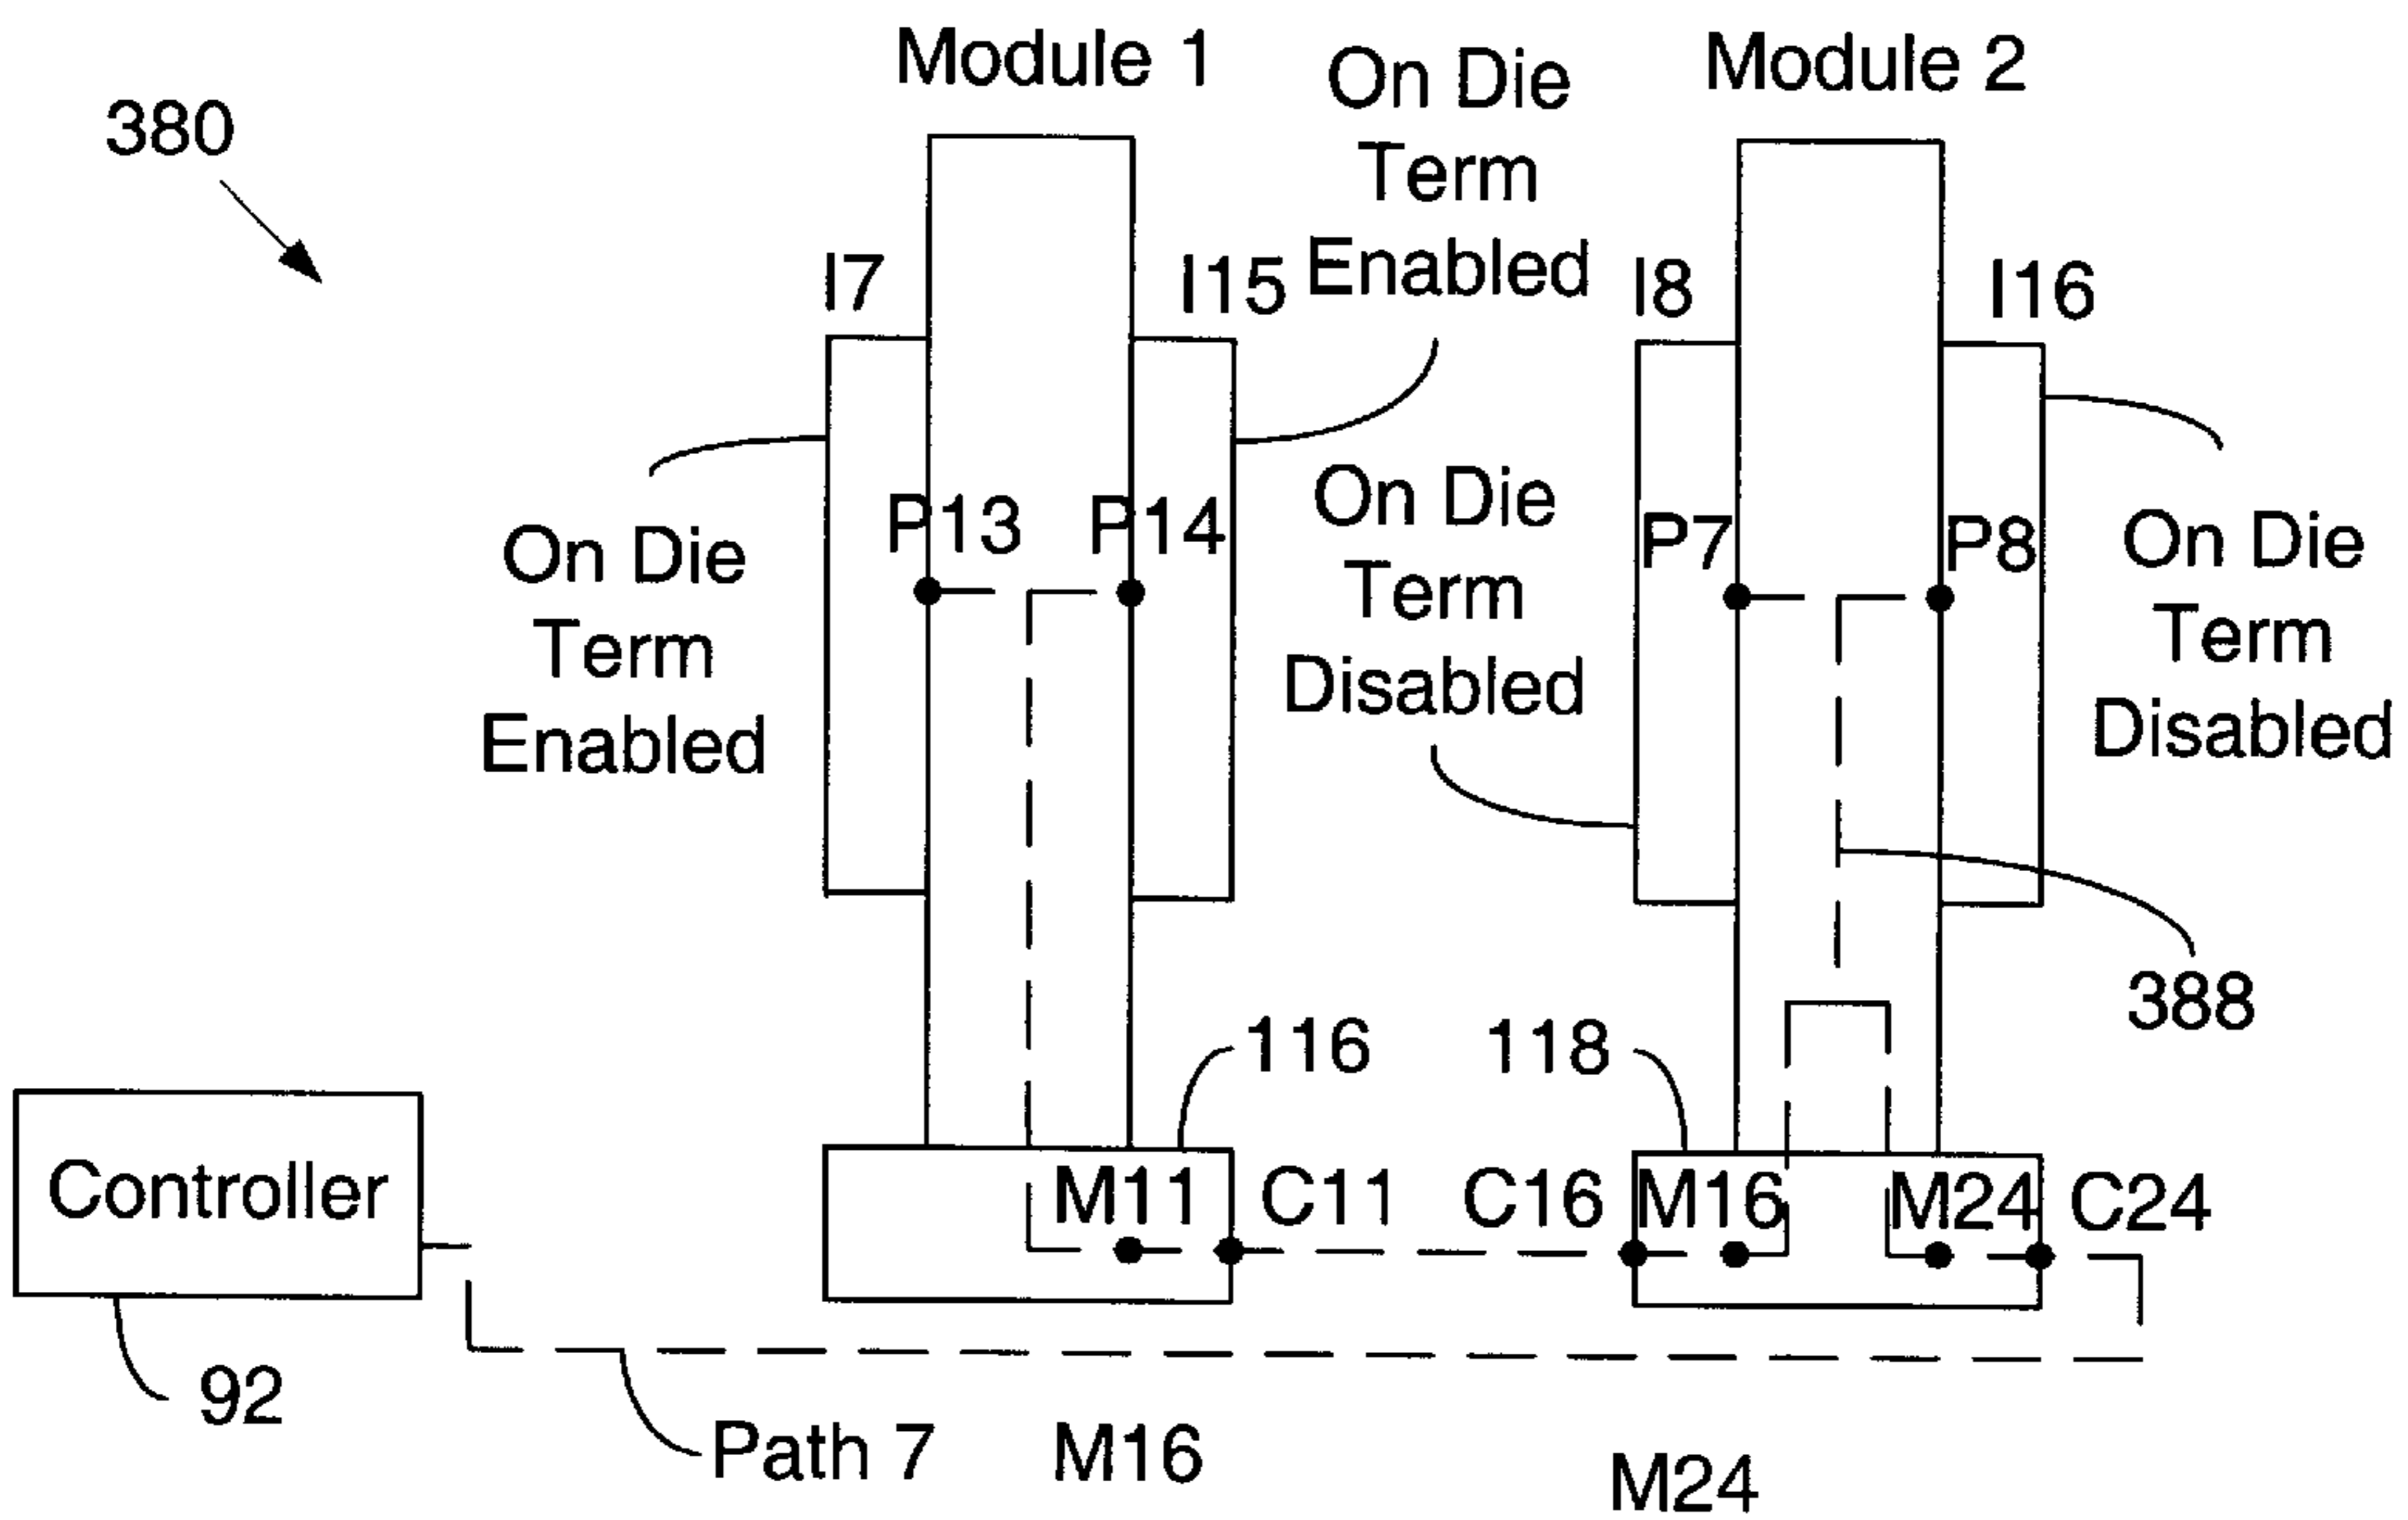 Module 1
Module 2
380
On Die
Term
Enabled
I7
I15
I8
I16
P13
P14
On Die
Term
Disabled
P7
P8
On Die
Term
Disabled
On Die
Term
Enabled
388
116
118
Controller
M11
C11
C16
M16
M24
C24
92
Path 7
M16
M24